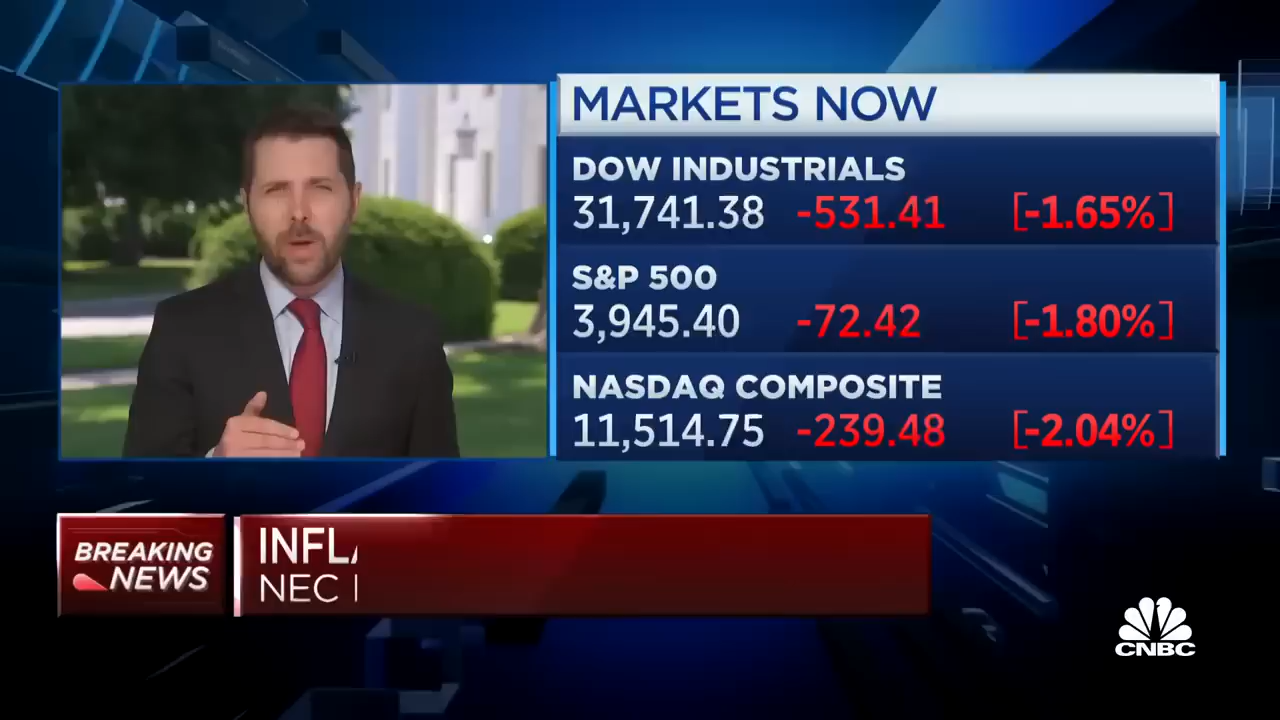 MARKETS NOW
DOW INDUSTRIALS
31,741.38 -531.41 [-1.65%]
S&P 500
3,945.40 -72.42 [-1.80%]
NASDAQ COMPOSITE
11,514.75 -239.48 [-2.04%]
BREAKING
NEWS
INFL
NEC
CNBC